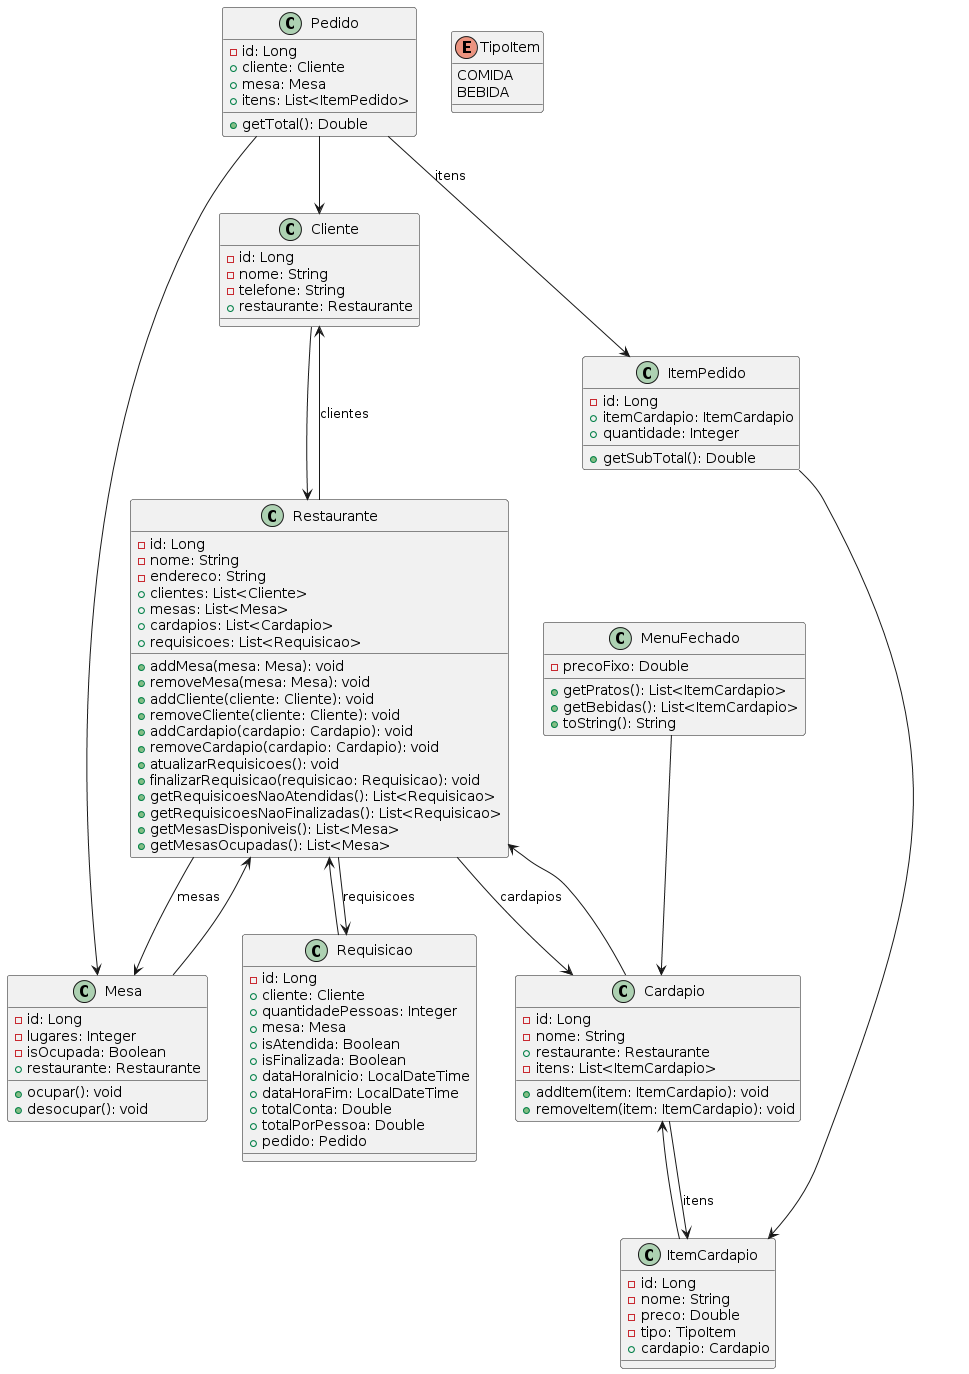 Pedido
id: Long
cliente: Cliente
mesa: Mesa
itens: List<ItemPedido>
getTotal(): Double
E TipoItem
COMIDA
BEBIDA
itens
C Cliente
id: Long
nome: String
telefone: String
restaurante: Restaurante
C ItemPedido
id: Long
itemCardapio: ItemCardapio
quantidade: Integer
getSubTotal(): Double
clientes
C Restaurante
id: Long
nome: String
endereco: String
clientes: List<Cliente>
mesas: List<Mesa>
cardapios: List<Cardapio>
requisicoes: List<Requisicao>
addMesa(mesa: Mesa): void
removeMesa(mesa: Mesa): void
addCliente(cliente: Cliente): void
removeCliente(cliente: Cliente): void
addCardapio(cardapio: Cardapio): void
removeCardapio(cardapio: Cardapio): void
atualizarRequisicoes(): void
finalizarRequisicao(requisicao: Requisicao): void
getRequisicoesNaoAtendidas(): List<Requisicao>
getRequisicoesNaoFinalizadas(): List<Requisicao>
getMesasDisponiveis(): List<Mesa>
getMesasOcupadas(): List<Mesa>
C MenuFechado
precoFixo: Double
getPratos(): List<ItemCardapio>
getBebidas(): List<ItemCardapio>
toString(): String
mesas
requisicoes
cardapios
C Mesa
id: Long
lugares: Integer
isOcupada: Boolean
restaurante: Restaurante
ocupar(): void
desocupar(): void
C Requisicao
id: Long
cliente: Cliente
quantidadePessoas: Integer
mesa: Mesa
isAtendida: Boolean
isFinalizada: Boolean
dataHoraInicio: LocalDateTime
dataHoraFim: LocalDateTime
totalConta: Double
totalPorPessoa: Double
pedido: Pedido
C Cardapio
id: Long
nome: String
restaurante: Restaurante
itens: List<ItemCardapio>
addItem(item: ItemCardapio): void
removeItem(item: ItemCardapio): void
itens
C ItemCardapio
id: Long
nome: String
preco: Double
tipo: TipoItem
cardapio: Cardapio